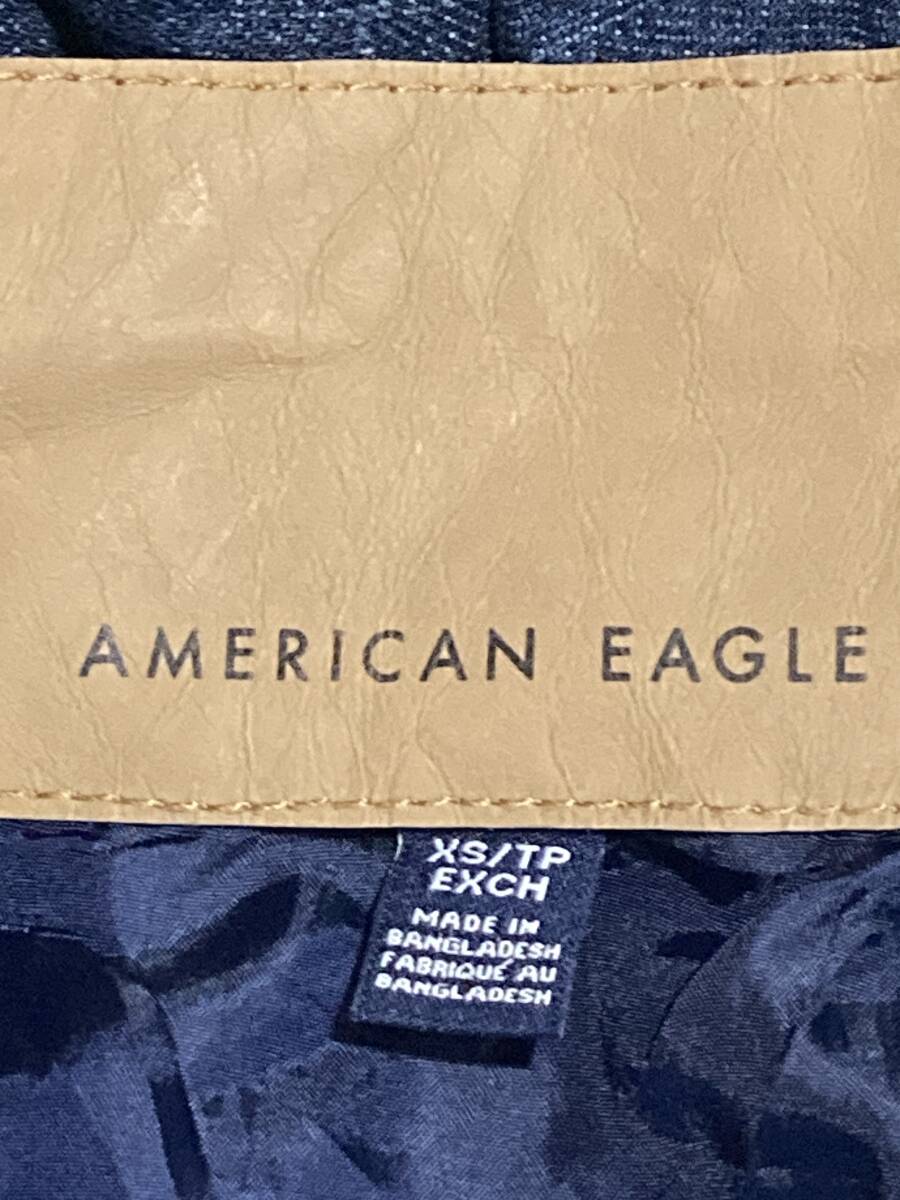 AMERICAN EAGLE
XS/TP
EXCH
MADE IN
BANGLADESH
FABRIQUÉ AU
BANGLADESH